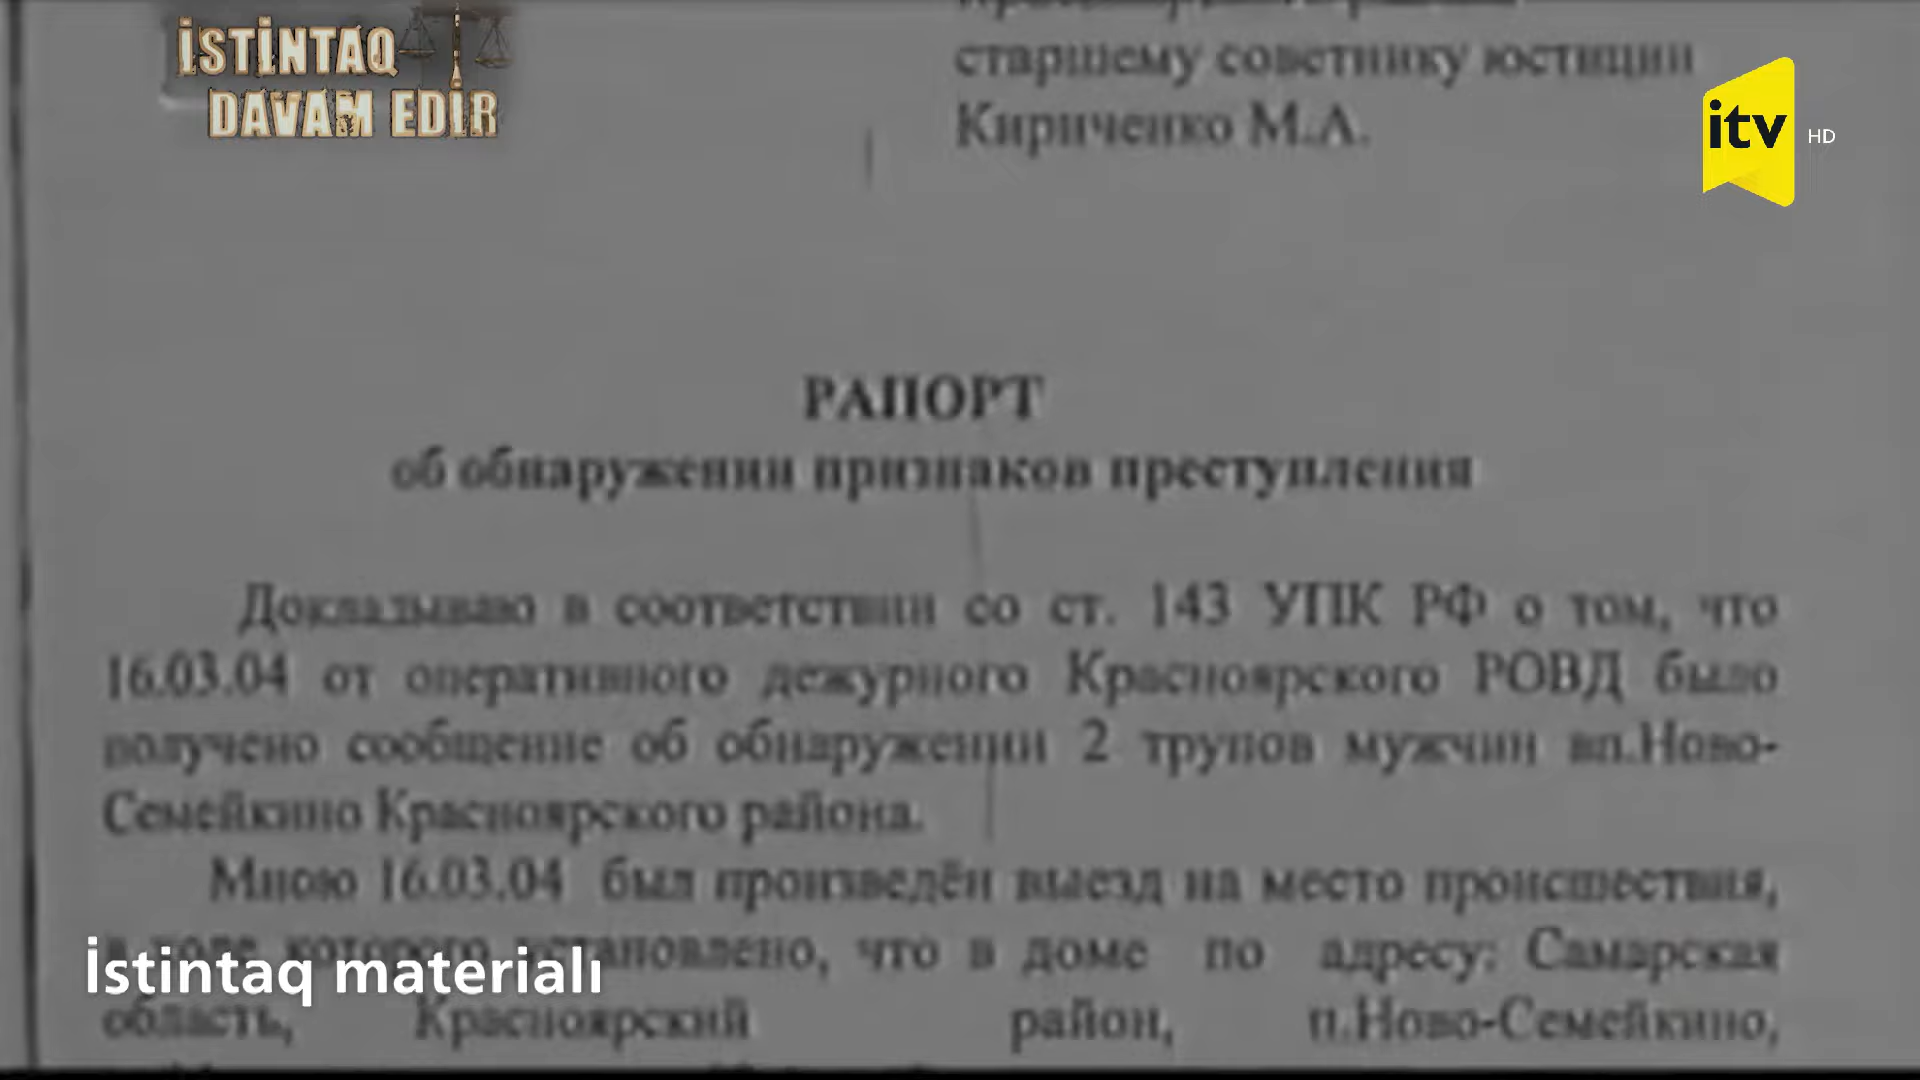 İSTİNTAQ
DAVAM EDİR
itv HD
старшему советнику юстиции
Кириченко М.А.
РАПОРТ
об обнаружении признаков преступления
Докладываю в соответствии со ст. 143 УПК РФ о том, что
16.03.04 от оперативного дежурного Красноярского РОВД было
получено сообщение об обнаружении 2 трупов мужчин вп.Ново-
Семейкино Красноярского района.
Мною 16.03.04 был произведён выезд на место происшествия,
которого установлено, что в доме по адресу: Самарская
область, Красноярский район, п.Ново-Семейкино,
İstintaq materialı